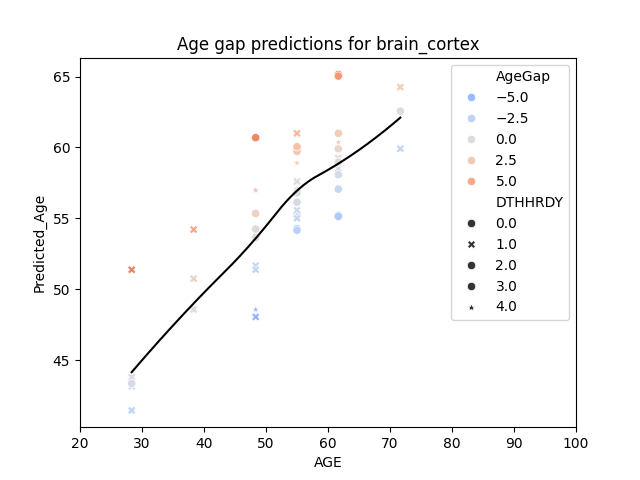 Age gap predictions for brain_cortex
65
60
55
50
45
Predicted_Age
20 30 40 50 60 70 80 90 100
AGE
AgeGap
−5.0
−2.5
0.0
2.5
5.0
DTHHRDY
0.0
1.0
2.0
3.0
4.0